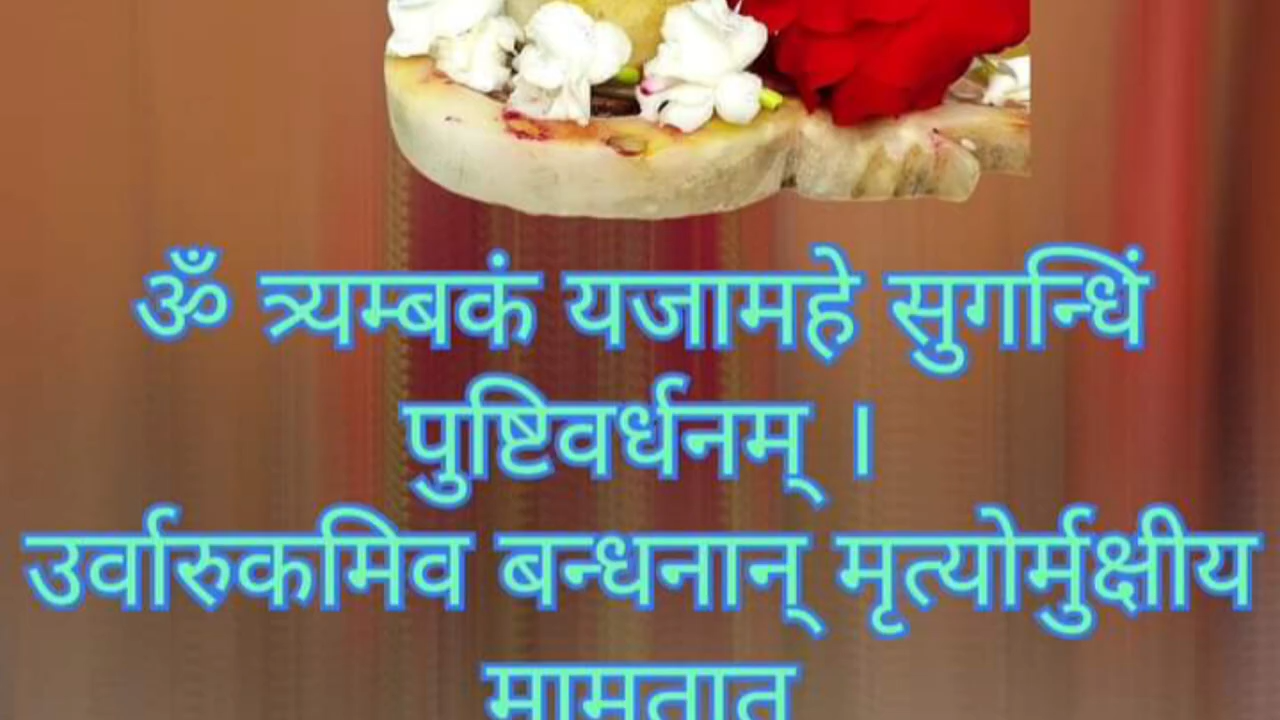 ॐ त्र्यम्बकं यजामहे सुगन्धिं
पुष्टिवर्धनम् ।
उर्वारुकमिव बन्धनान् मृत्योर्मुक्षीय